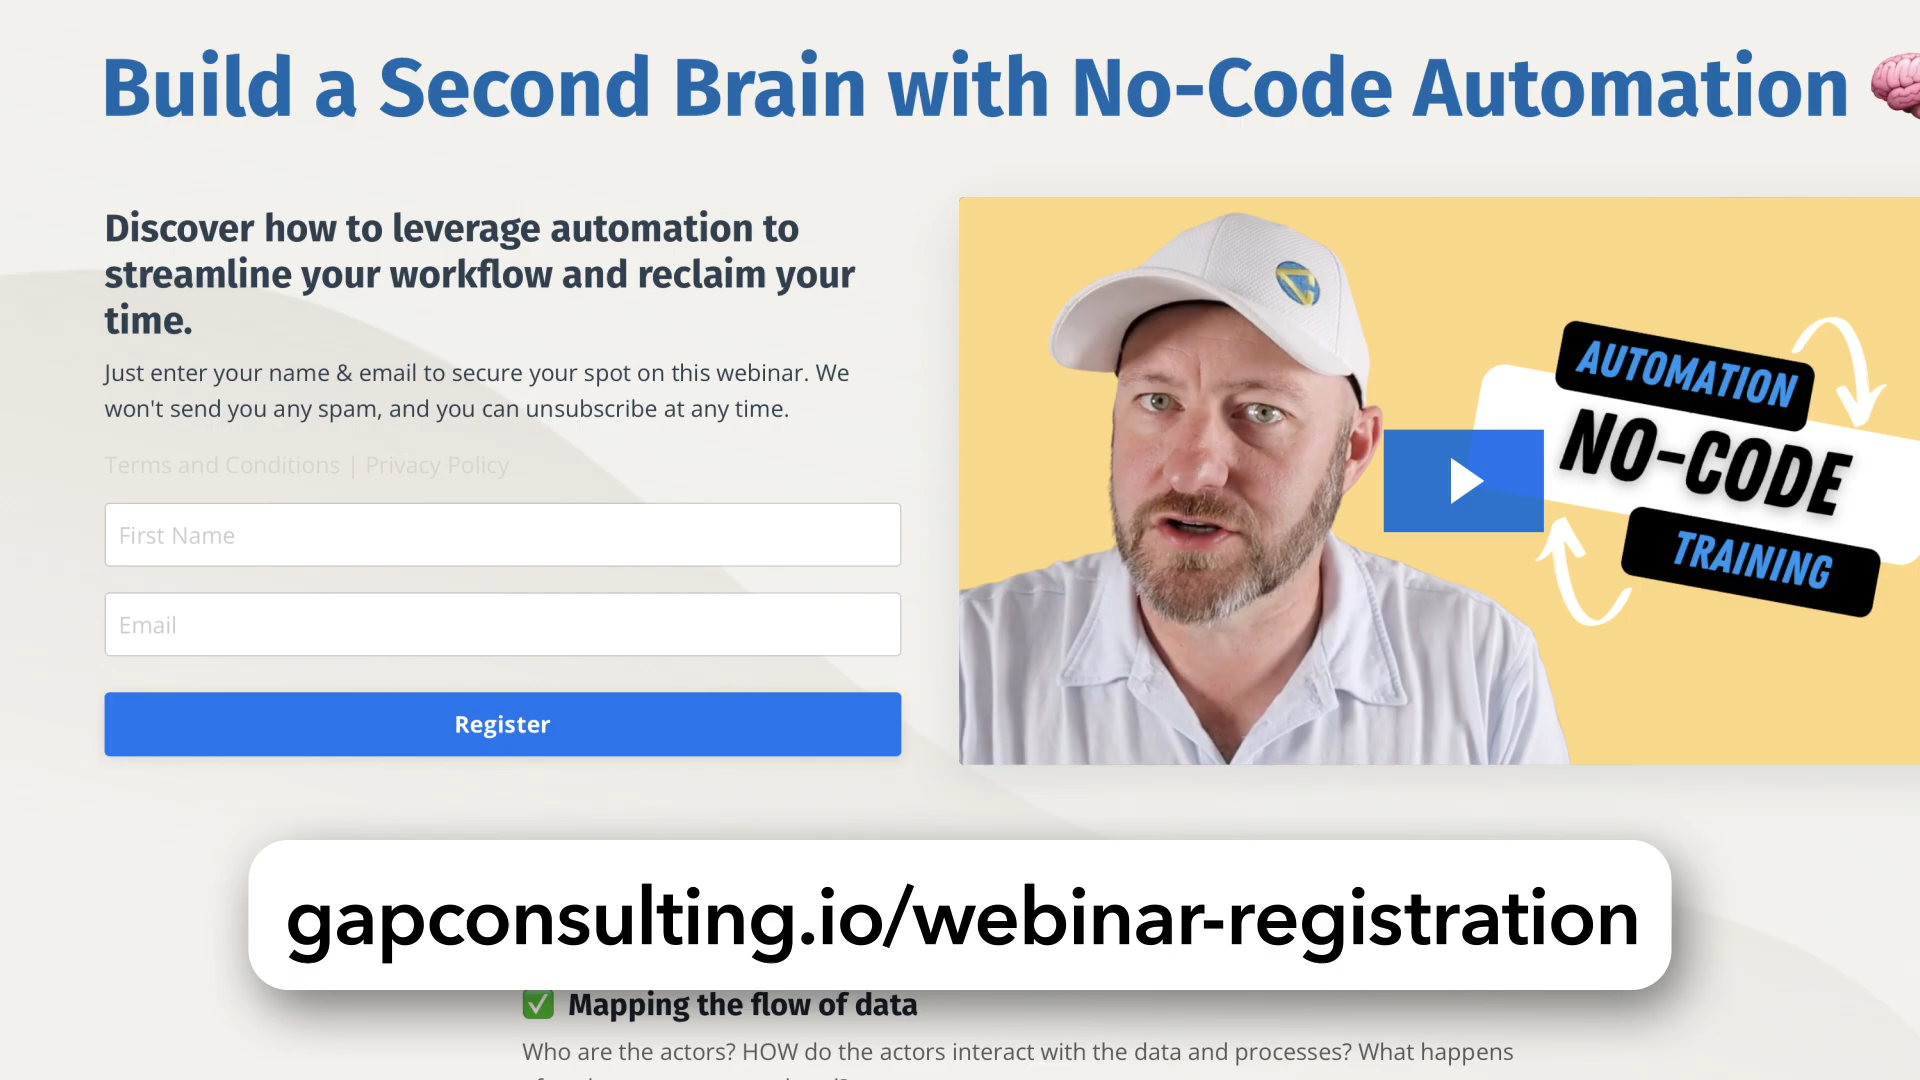 Build a Second Brain with No-Code Automation
Discover how to leverage automation to
streamline your workflow and reclaim your
time.
Just enter your name & email to secure your spot on this webinar. We
won't send you any spam, and you can unsubscribe at any time.
Terms and Conditions | Privacy Policy
First Name
Email
Register
AUTOMATION
NO-CODE
TRAINING
gapconsulting.io/webinar-registration
✅ Mapping the flow of data
Who are the actors? HOW do the actors interact with the data and processes? What happens